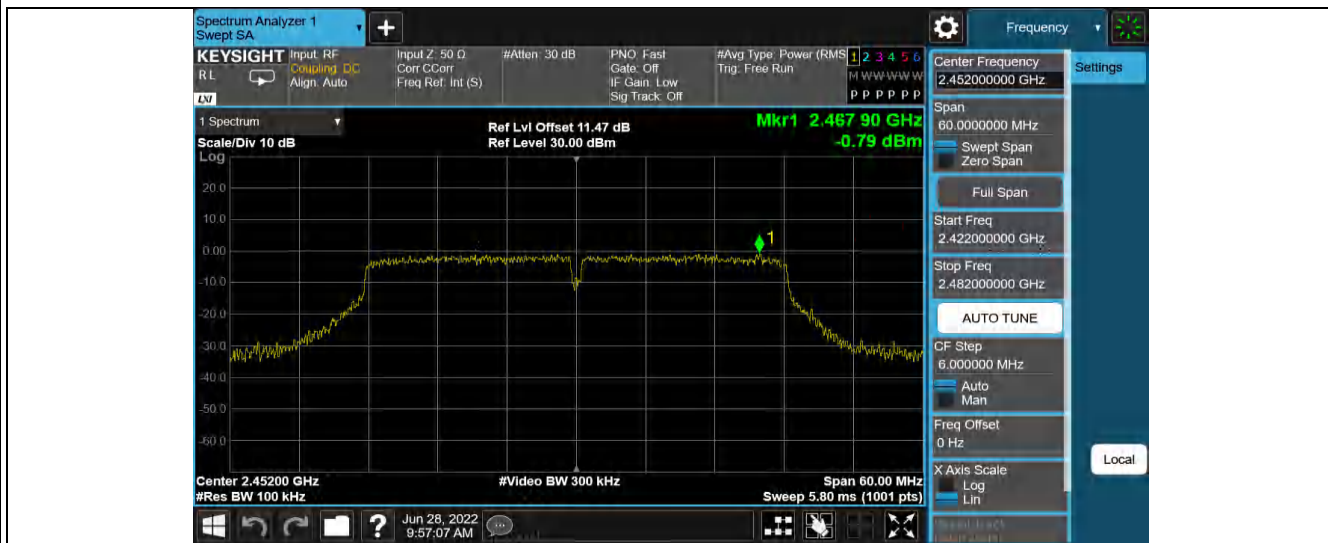 Spectrum Analyzer 1
Swept SA
Frequency
KEYSIGHT
R L
LXI
Input: RF
Coupling: DC
Align: Auto
Input Z: 50 Ω
Corr CCorr
Freq Ref: Int (S)
#Atten: 30 dB
PNO: Fast
Gate: Off
IF Gain: Low
Sig Track: Off
#Avg Type: Power (RMS
Trig: Free Run
1 2 3 4 5 6
M W W W W W
P P P P P P
1 Spectrum
Scale/Div 10 dB
Ref Lvl Offset 11.47 dB
Ref Level 30.00 dBm
Mkr1 2.467 90 GHz
-0.79 dBm
Log
20.0
10.0
0.00
-10.0
-20.0
-30.0
-40.0
-50.0
-60.0
1
Center 2.45200 GHz
#Res BW 100 kHz
#Video BW 300 kHz
Span 60.00 MHz
Sweep 5.80 ms (1001 pts)
Jun 28, 2022
9:57:07 AM
Center Frequency
2.452000000 GHz
Settings
Span
60.0000000 MHz
Swept Span
Zero Span
Full Span
Start Freq
2.422000000 GHz
Stop Freq
2.482000000 GHz
AUTO TUNE
CF Step
6.000000 MHz
Auto
Man
Freq Offset
0 Hz
X Axis Scale
Log
Lin
Local